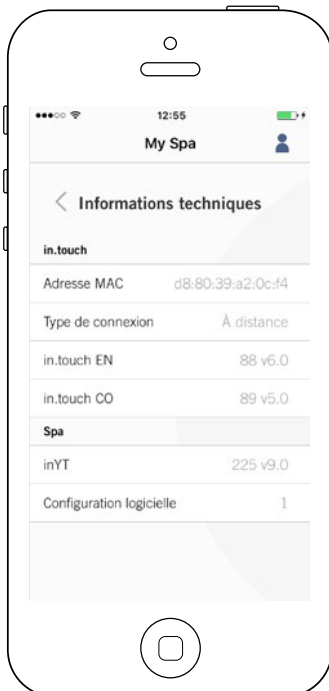 12:55
My Spa
Informations techniques
in.touch
Adresse MAC d8:80:39:a2:0c:f4
Type de connexion À distance
in.touch EN 88 v6.0
in.touch CO 89 v5.0
Spa
inYT 225 v9.0
Configuration logicielle 1